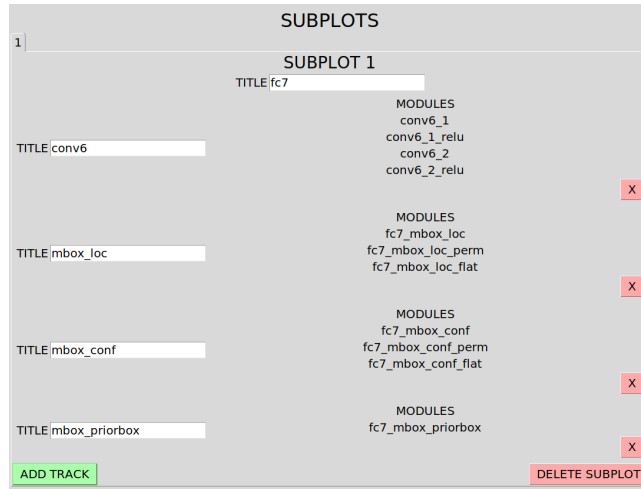 SUBPLOTS
1
SUBPLOT 1
TITLE fc7
MODULES
conv6_1
conv6_1_relu
TITLE conv6
conv6_2
conv6_2_relu
X
MODULES
fc7_mbox_loc
TITLE mbox_loc
fc7_mbox_loc_perm
fc7_mbox_loc_flat
X
MODULES
fc7_mbox_conf
TITLE mbox_conf
fc7_mbox_conf_perm
fc7_mbox_conf_flat
X
MODULES
TITLE mbox_priorbox
fc7_mbox_priorbox
X
ADD TRACK
DELETE SUBPLOT